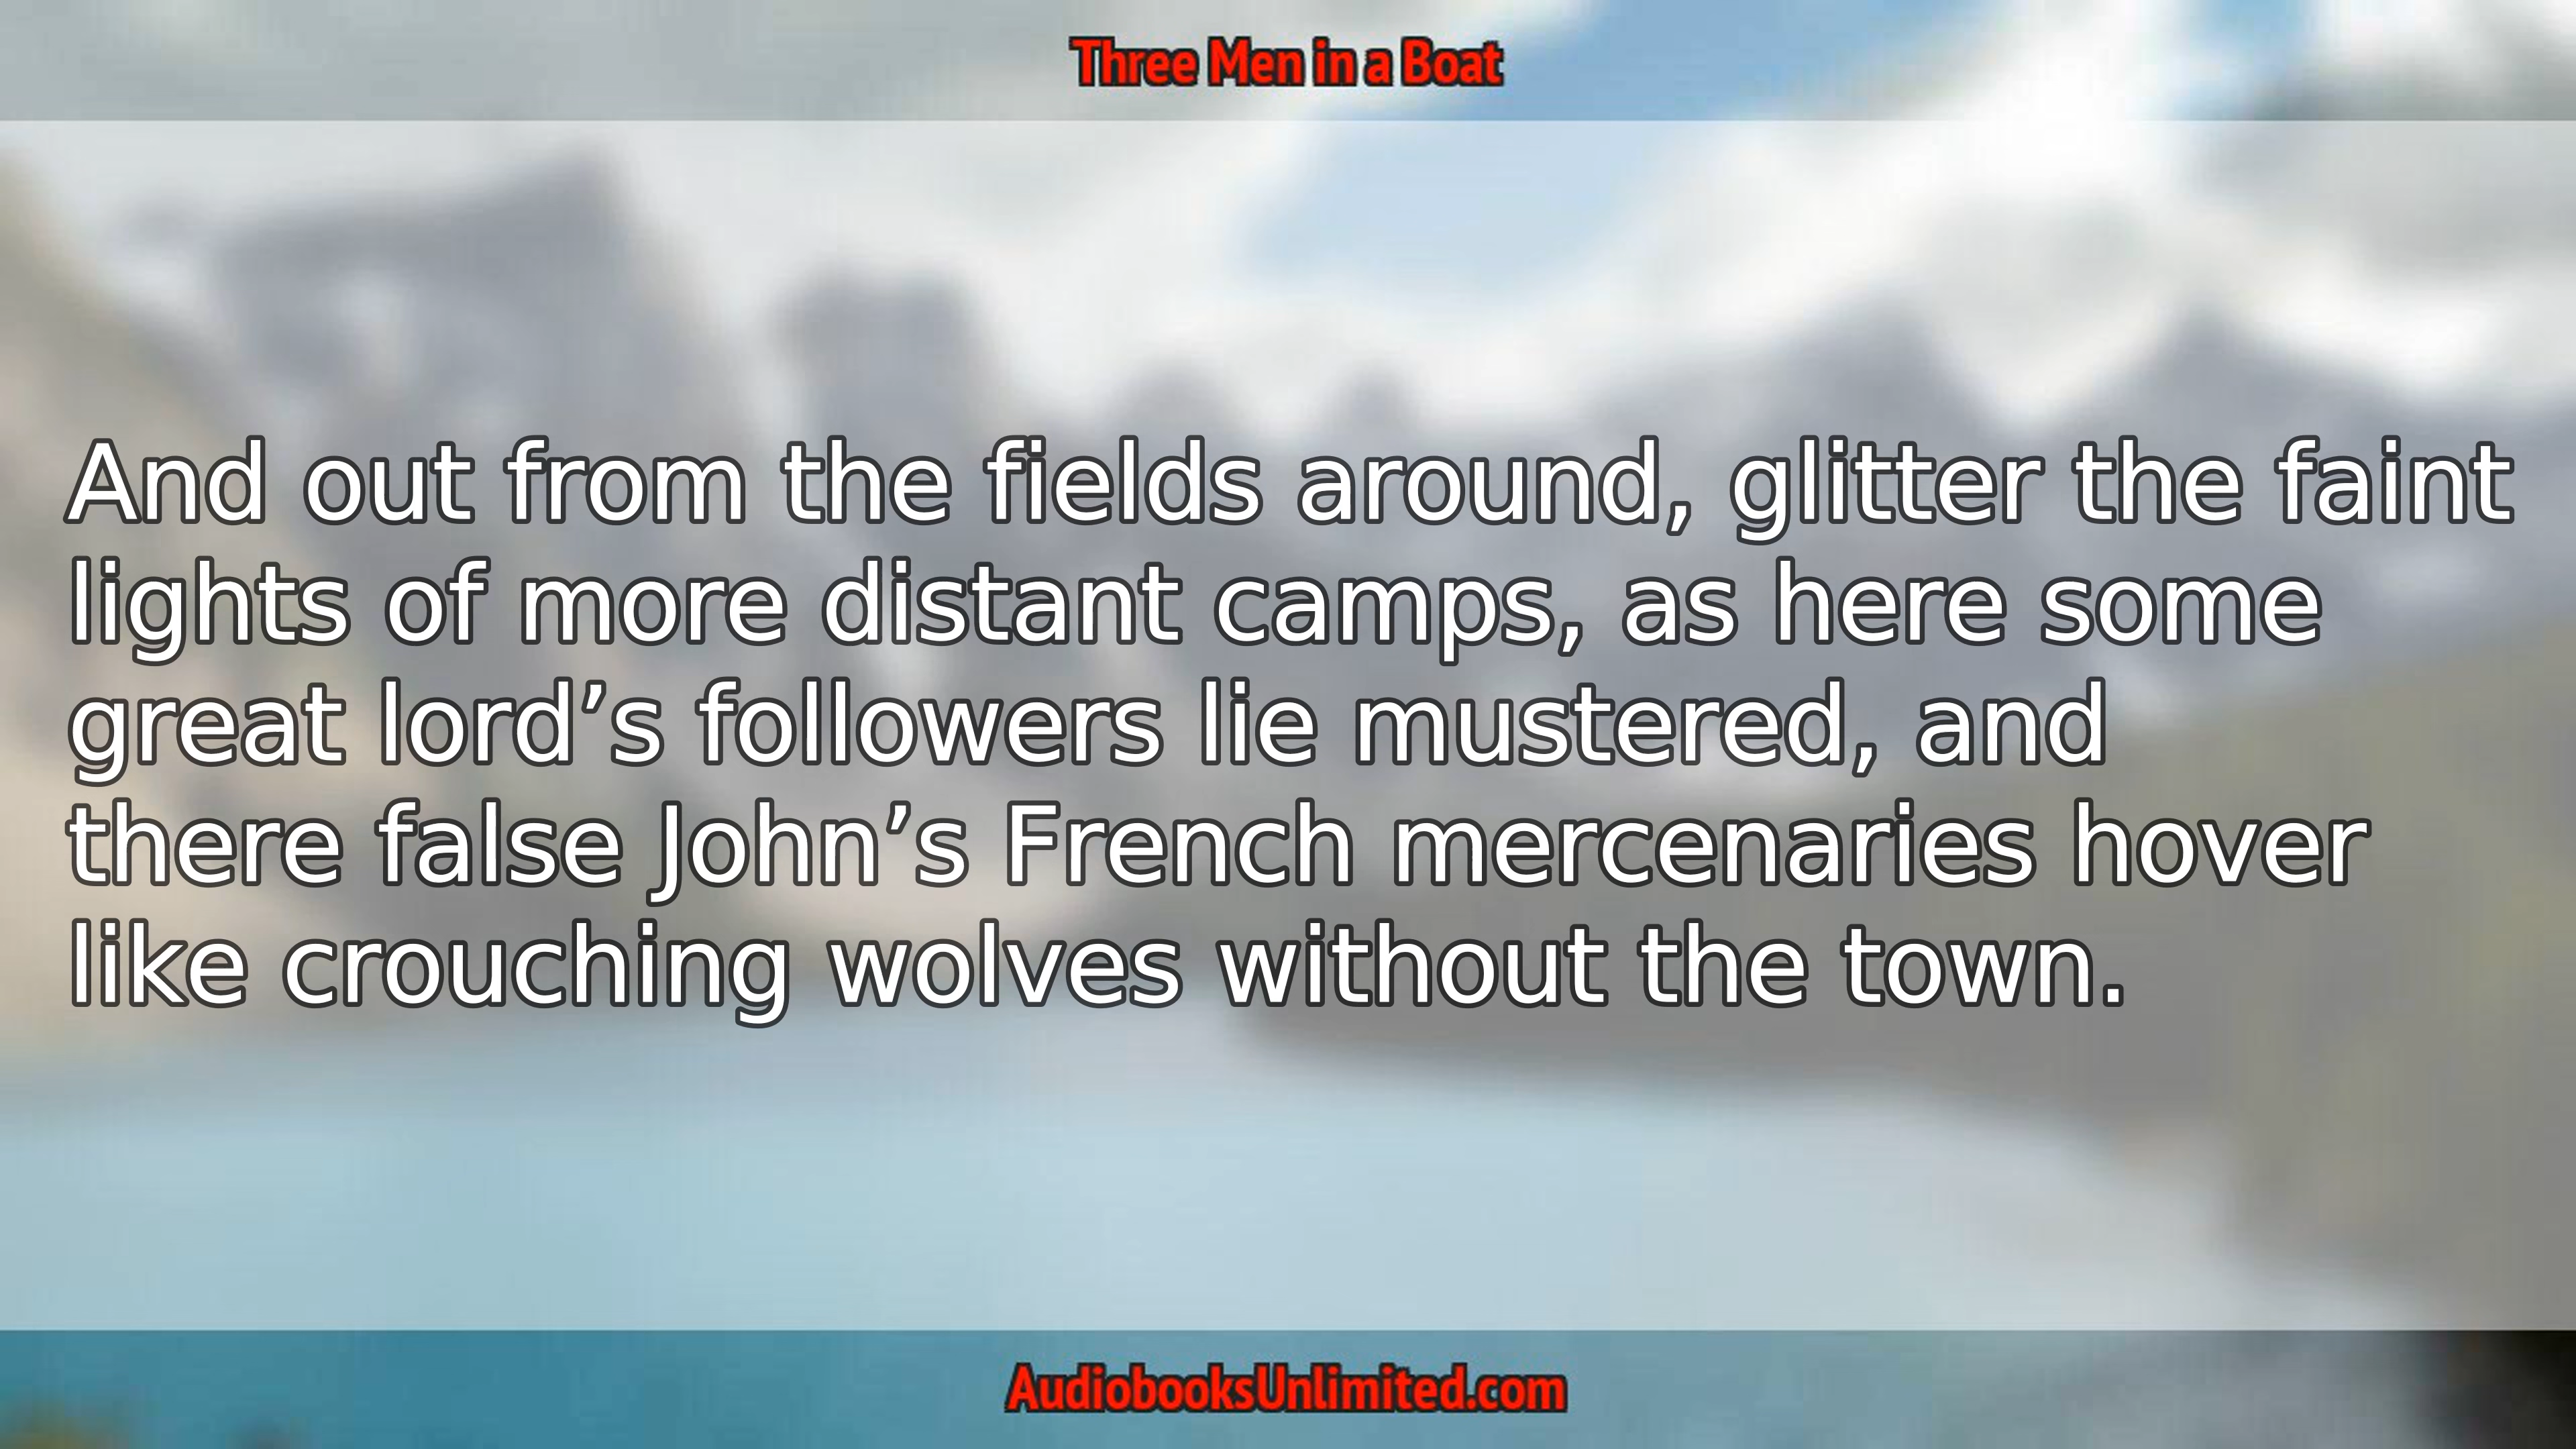 Three Men in a Boat
And out from the fields around, glitter the faint
lights of more distant camps, as here some
great lord’s followers lie mustered, and
there false John’s French mercenaries hover
like crouching wolves without the town.
AudiobooksUnlimited.com